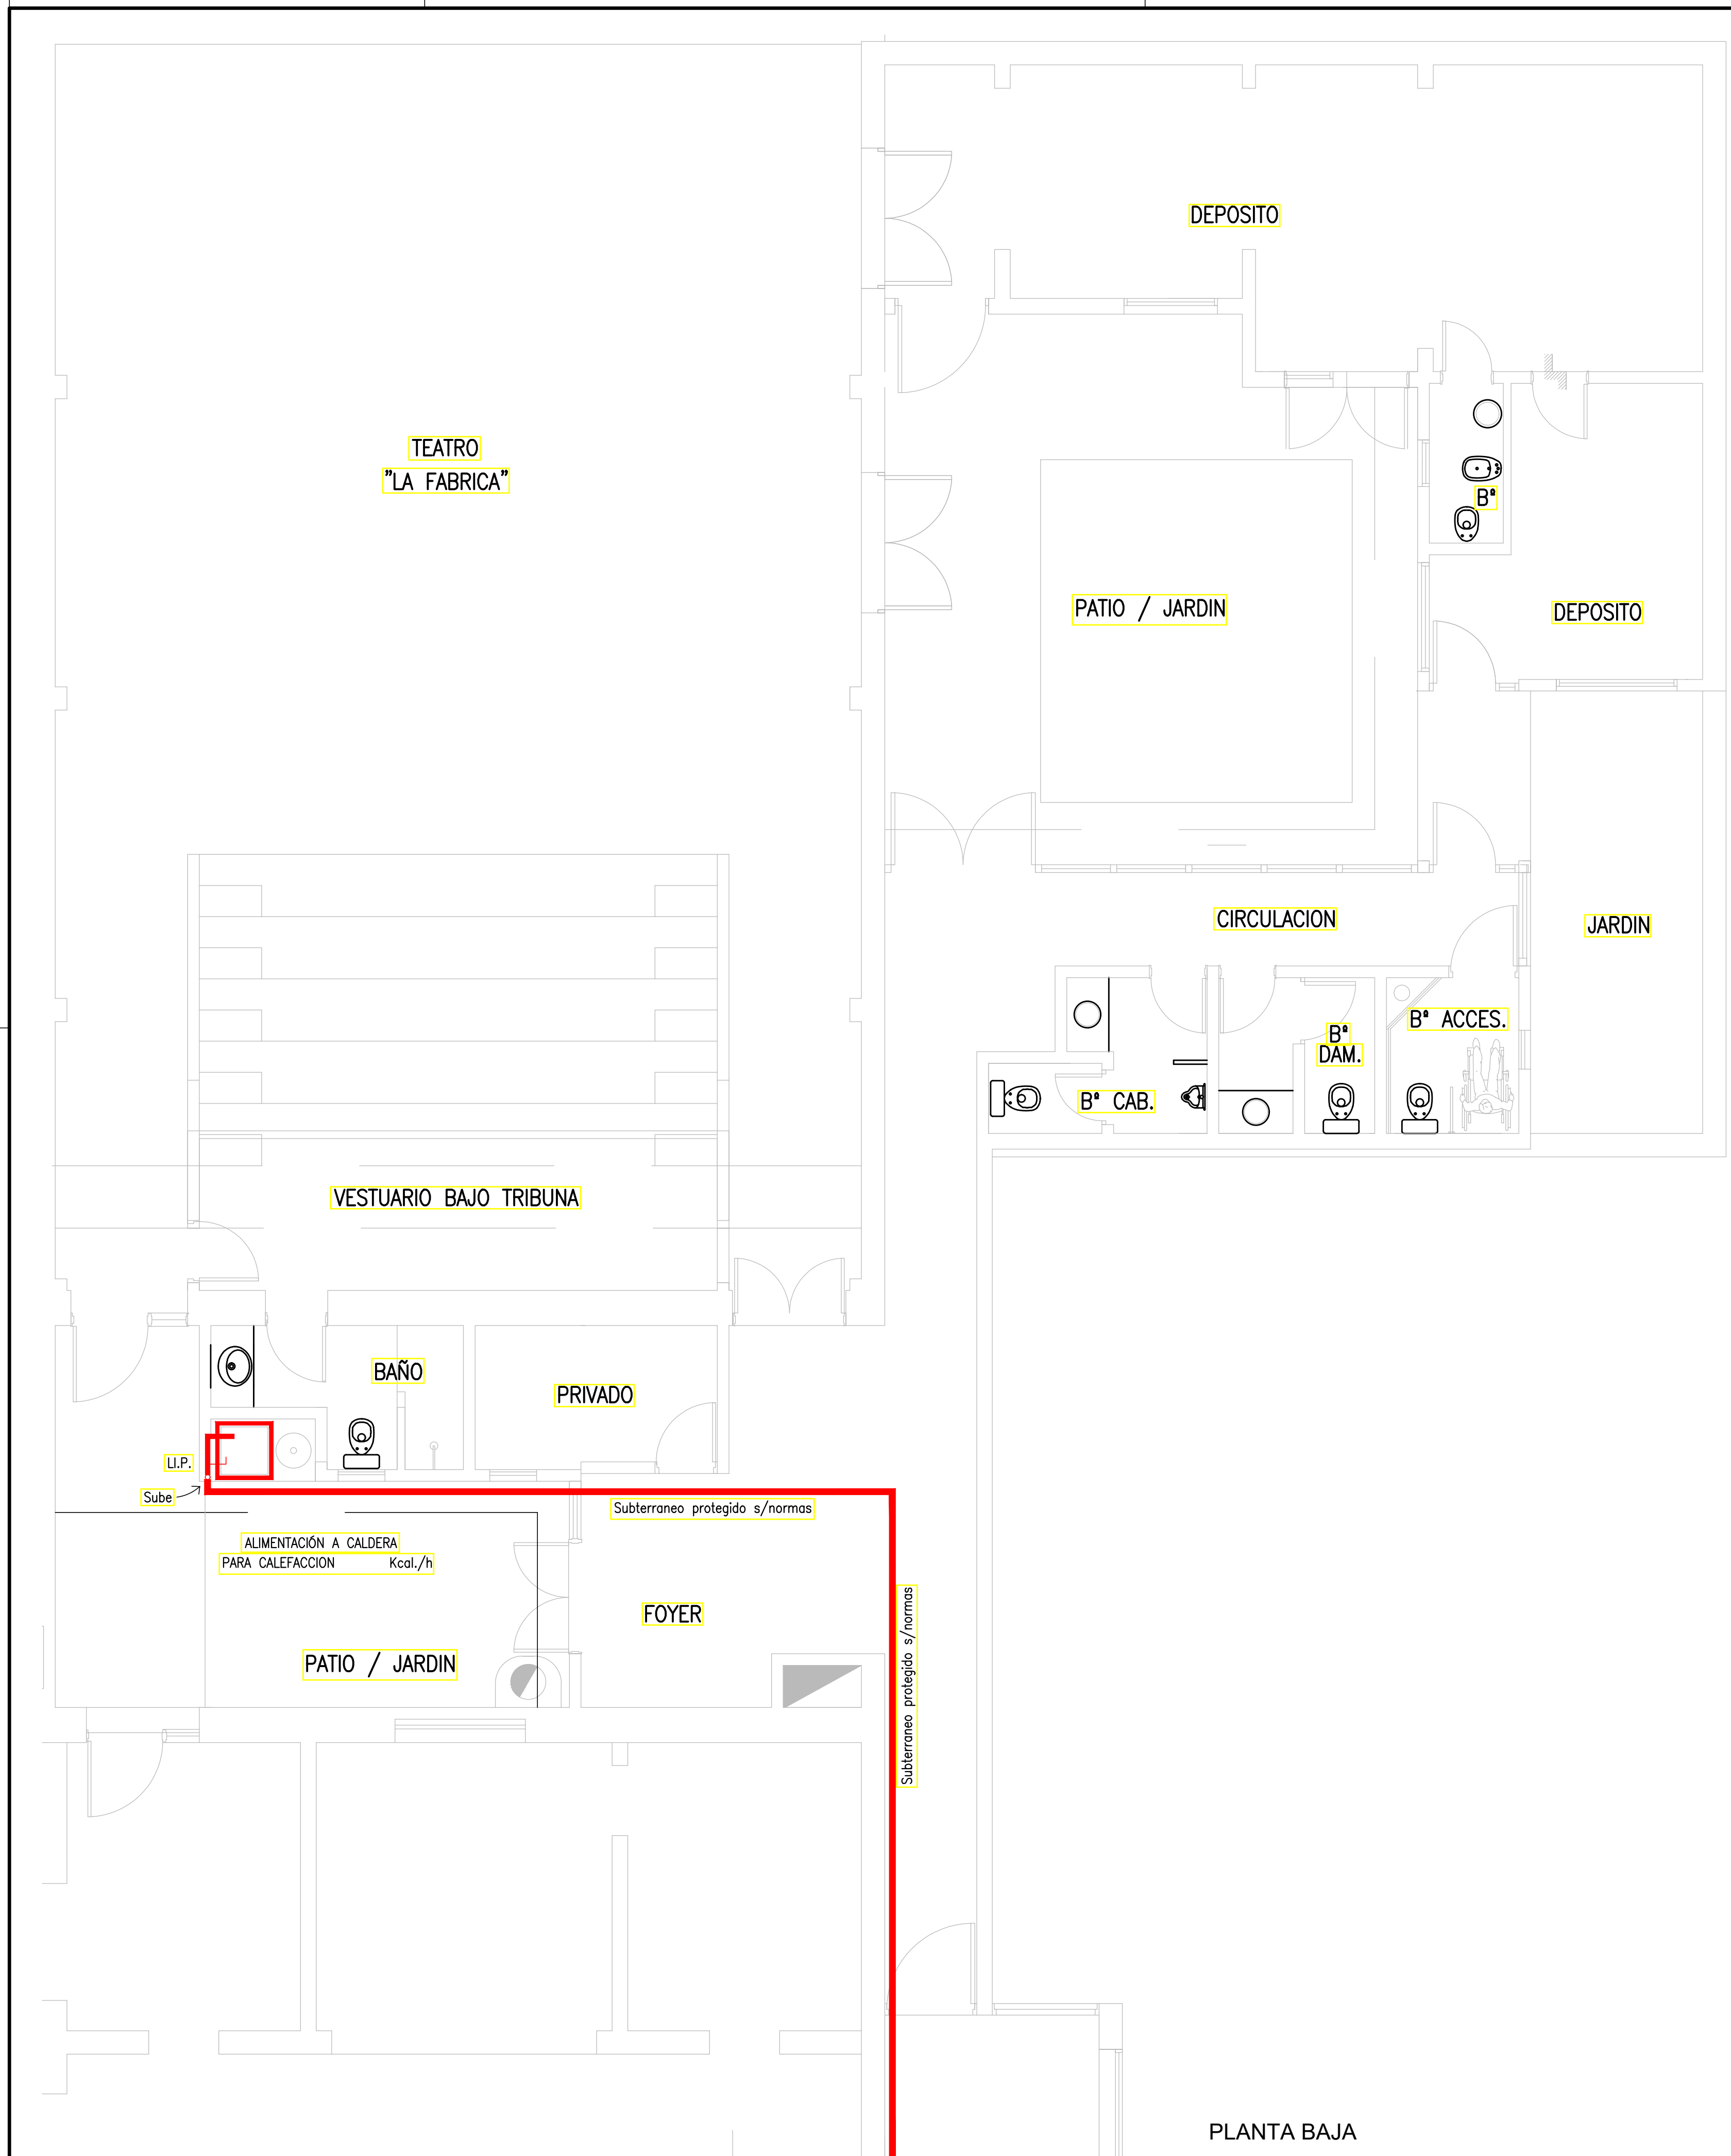 DEPOSITO
TEATRO
"LA FABRICA"
Bº
PATIO / JARDIN
DEPOSITO
CIRCULACION
JARDIN
Bº ACCES.
Bº
DAM.
Bº CAB.
VESTUARIO BAJO TRIBUNA
BAÑO
PRIVADO
Ll.P.
Sube
Subterraneo protegido s/normas
ALIMENTACIÓN A CALDERA
PARA CALEFACCION Kcal./h
Subterraneo protegido s/normas
FOYER
PATIO / JARDIN
PLANTA BAJA